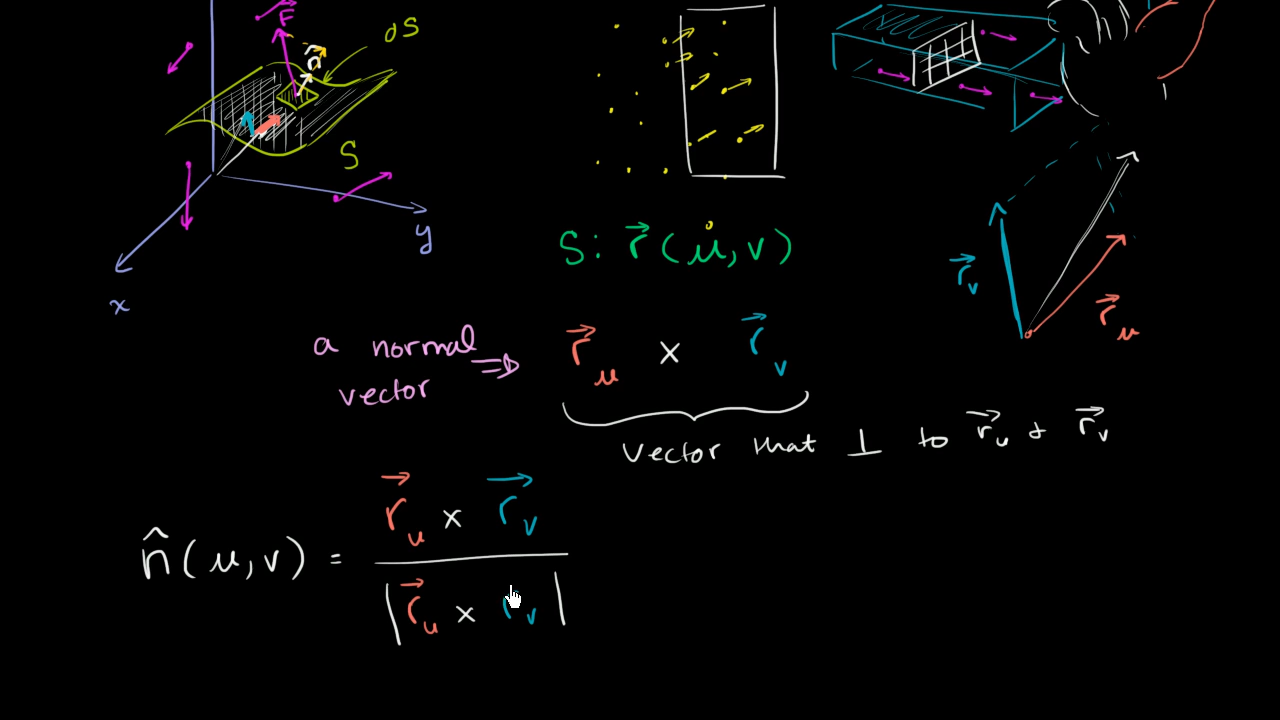 F⃗
n̂
dS
S
y
x
S: r⃗(u,v)
r⃗ᵥ
r⃗ᵤ
a normal vector ⇒ r⃗ᵤ × r⃗ᵥ
vector that ⊥ to r⃗ᵤ & r⃗ᵥ
n̂(u,v) = r⃗ᵤ × r⃗ᵥ
|r⃗ᵤ × r⃗ᵥ|